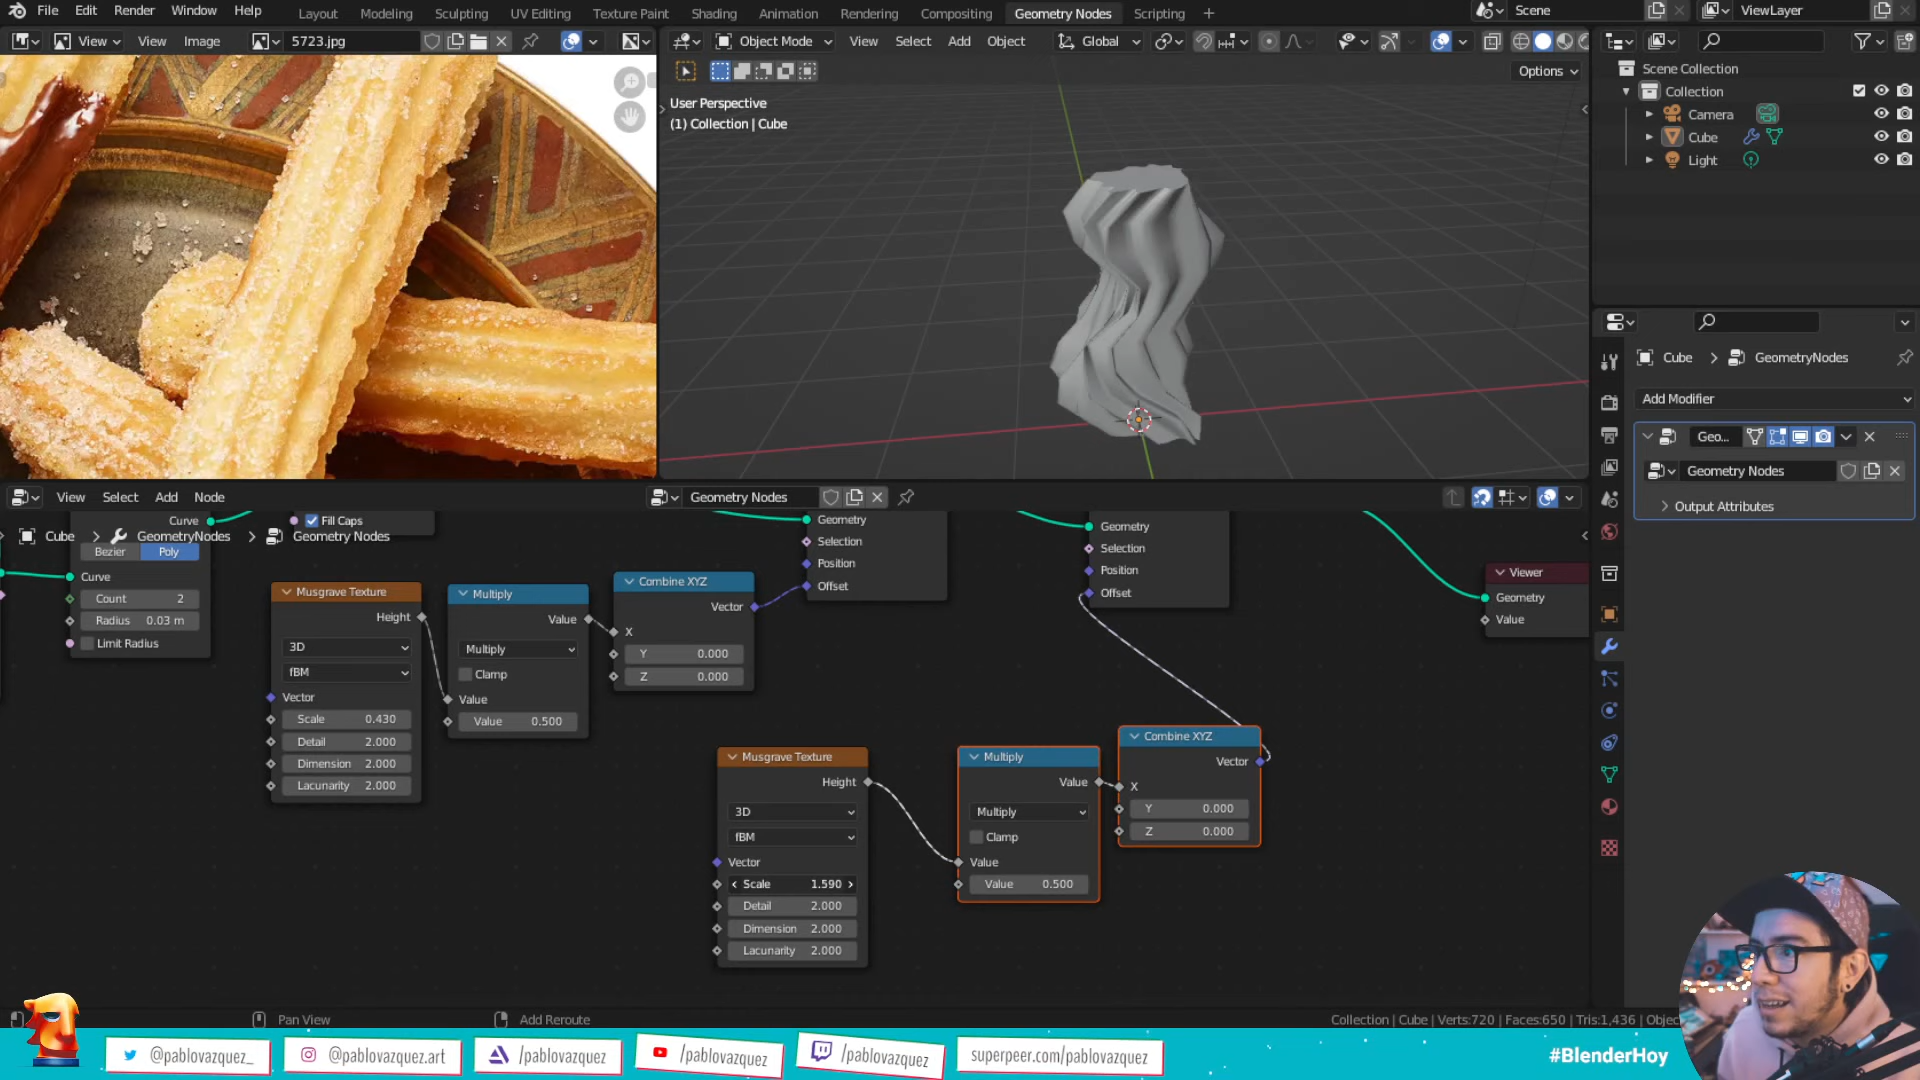 File Edit Render Window Help Layout Modeling Sculpting UV Editing Texture Paint Shading Animation Rendering Compositing Geometry Nodes Scripting + Scene ViewLayer
View View Image 5723.jpg Object Mode View Select Add Object Global
Options
User Perspective
(1) Collection | Cube
Scene Collection
Collection
Camera
Cube
Light
Cube > GeometryNodes
Add Modifier
Geo...
Geometry Nodes
Output Attributes
View Select Add Node Geometry Nodes
Cube > GeometryNodes > Geometry Nodes
Curve
Fill Caps
Bezier Poly
Curve
Count 2
Radius 0.03 m
Limit Radius
Musgrave Texture
Height
3D
fBM
Vector
Scale 0.430
Detail 2.000
Dimension 2.000
Lacunarity 2.000
Multiply
Value
Multiply
Clamp
Value
Value 0.500
Combine XYZ
Vector
X
Y 0.000
Z 0.000
Geometry
Selection
Position
Offset
Geometry
Selection
Position
Offset
Viewer
Geometry
Value
Musgrave Texture
Height
3D
fBM
Vector
Scale 1.590
Detail 2.000
Dimension 2.000
Lacunarity 2.000
Multiply
Value
Multiply
Clamp
Value
Value 0.500
Combine XYZ
Vector
X
Y 0.000
Z 0.000
Pan View Add Reroute Collection | Cube | Verts:720 | Faces:650 | Tris:1,436 | Objec
@pablovazquez_ @pablovazquez.art /pablovazquez /pablovazquez /pablovazquez superpeer.com/pablovazquez #BlenderHoy